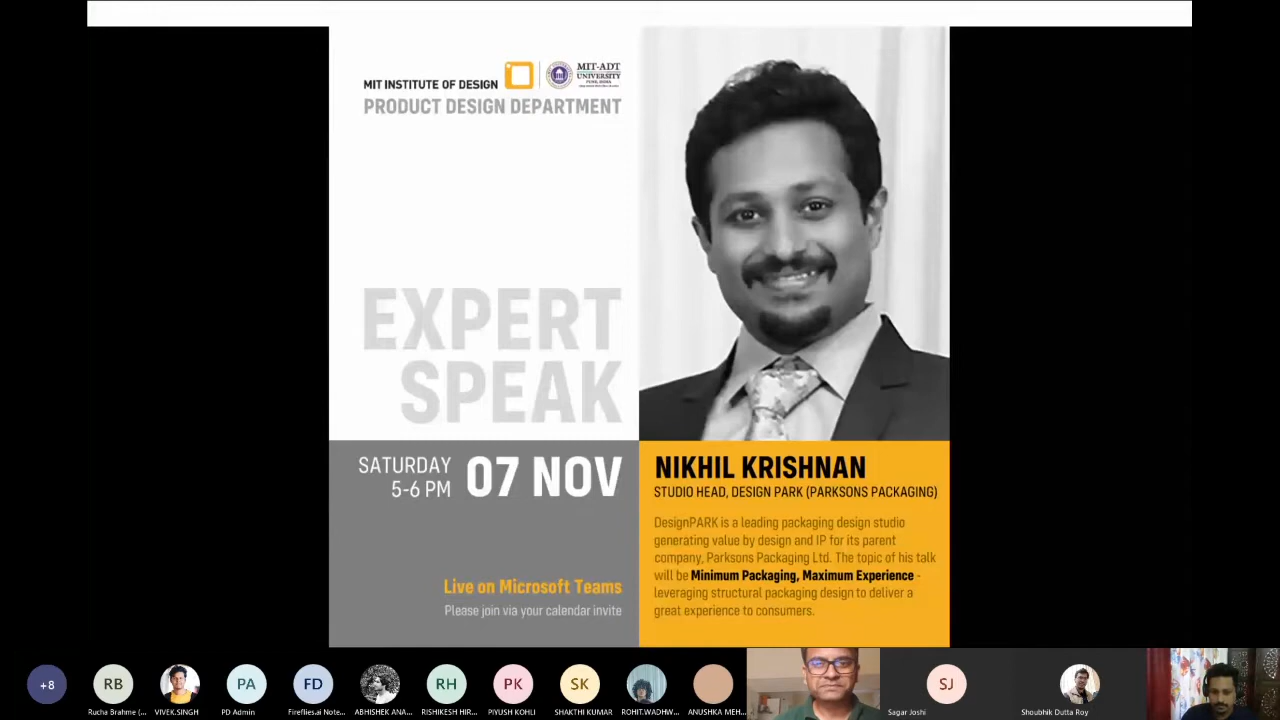 MIT INSTITUTE OF DESIGN
MIT-ADT
UNIVERSITY
PRODUCT DESIGN DEPARTMENT
EXPERT
SPEAK
SATURDAY
5-6 PM
07 NOV
Live on Microsoft Teams
Please join via your calendar invite
NIKHIL KRISHNAN
STUDIO HEAD, DESIGN PARK (PARKSONS PACKAGING)
DesignPARK is a leading packaging design studio
generating value by design and IP for its parent
company, Parksons Packaging Ltd. The topic of his talk
will be Minimum Packaging, Maximum Experience -
leveraging structural packaging design to deliver a
great experience to consumers.
+8
RB
PA
FD
RH
PK
SK
SJ
Rucha Brahme (...
VIVEK.SINGH
PD Admin
Fireflies.ai Note...
ABHISHEK ANA...
RISHIKESH HIR...
PIYUSH KOHLI
SHAKTHI KUMAR
ROHIT.WADHW...
ANUSHKA MEH...
Sagar Joshi
Shoubhik Dutta Roy